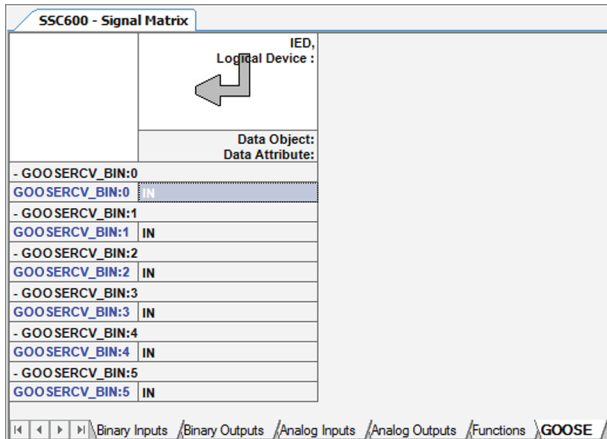 SSC600 - Signal Matrix
IED,
Logical Device :
Data Object:
Data Attribute:
- GOOSERCV_BIN:0
GOOSERCV_BIN:0 IN
- GOOSERCV_BIN:1
GOOSERCV_BIN:1 IN
- GOOSERCV_BIN:2
GOOSERCV_BIN:2 IN
- GOOSERCV_BIN:3
GOOSERCV_BIN:3 IN
- GOOSERCV_BIN:4
GOOSERCV_BIN:4 IN
- GOOSERCV_BIN:5
GOOSERCV_BIN:5 IN
Binary Inputs Binary Outputs Analog Inputs Analog Outputs Functions GOOSE